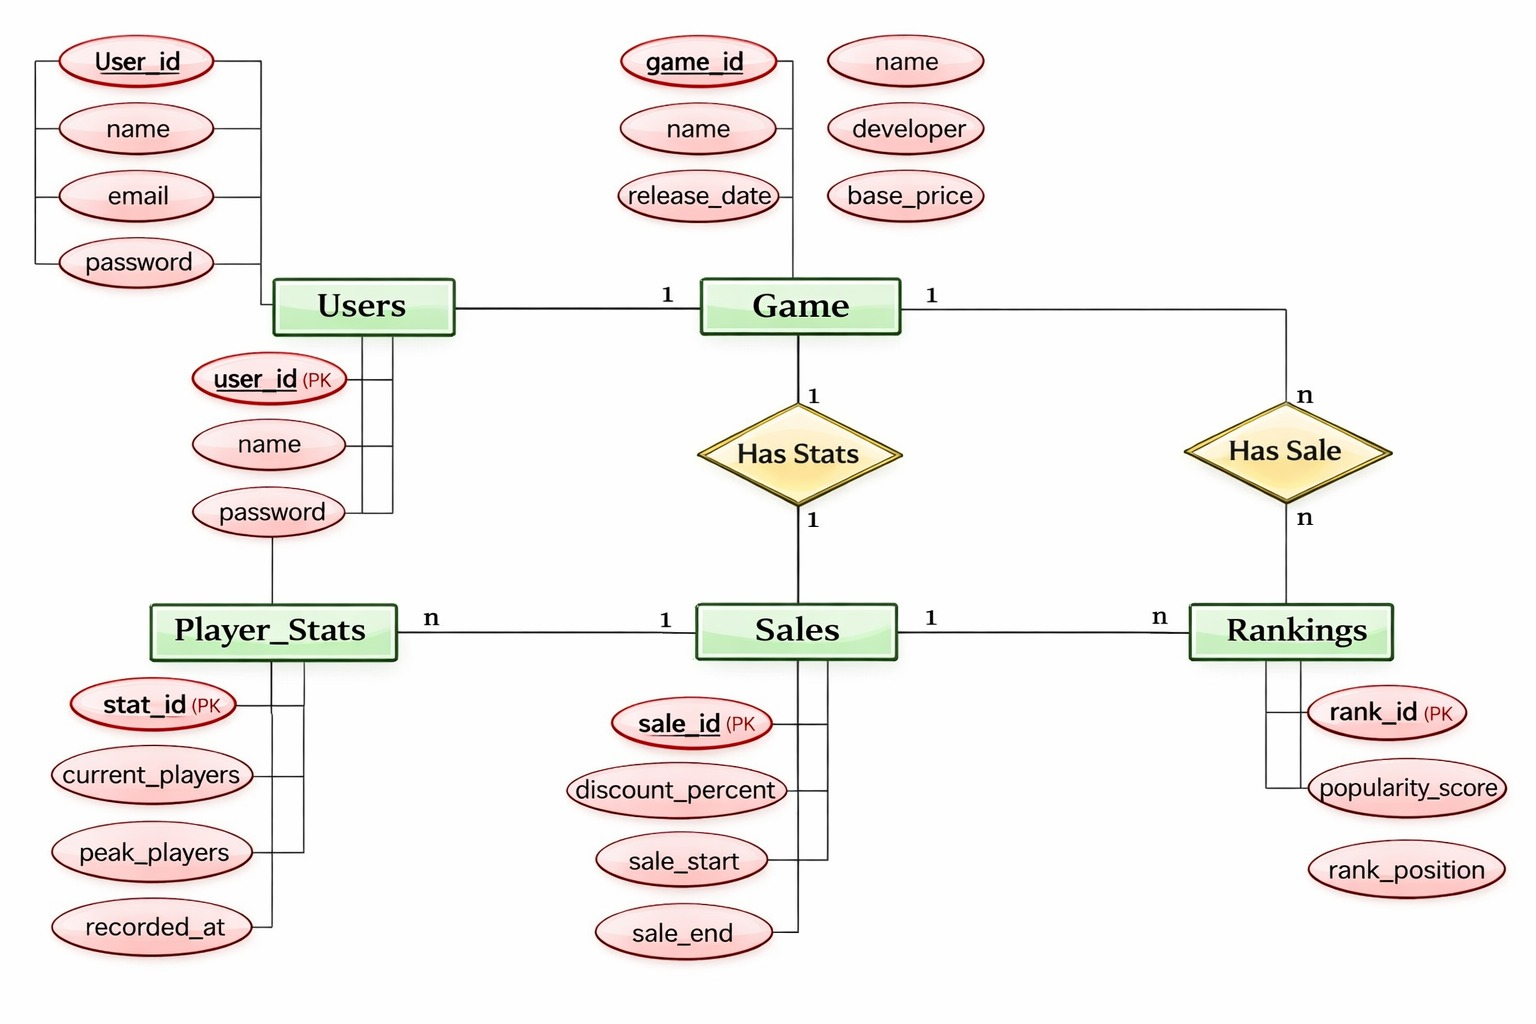 User_id
name
email
password
game_id
name
name
developer
release_date
base_price
Users
1
Game
1
user_id (PK
name
password
1
Has Stats
1
n
Has Sale
n
Player_Stats
n
1
Sales
1
n
Rankings
stat_id (PK
current_players
peak_players
recorded_at
sale_id (PK
discount_percent
sale_start
sale_end
rank_id (PK
popularity_score
rank_position